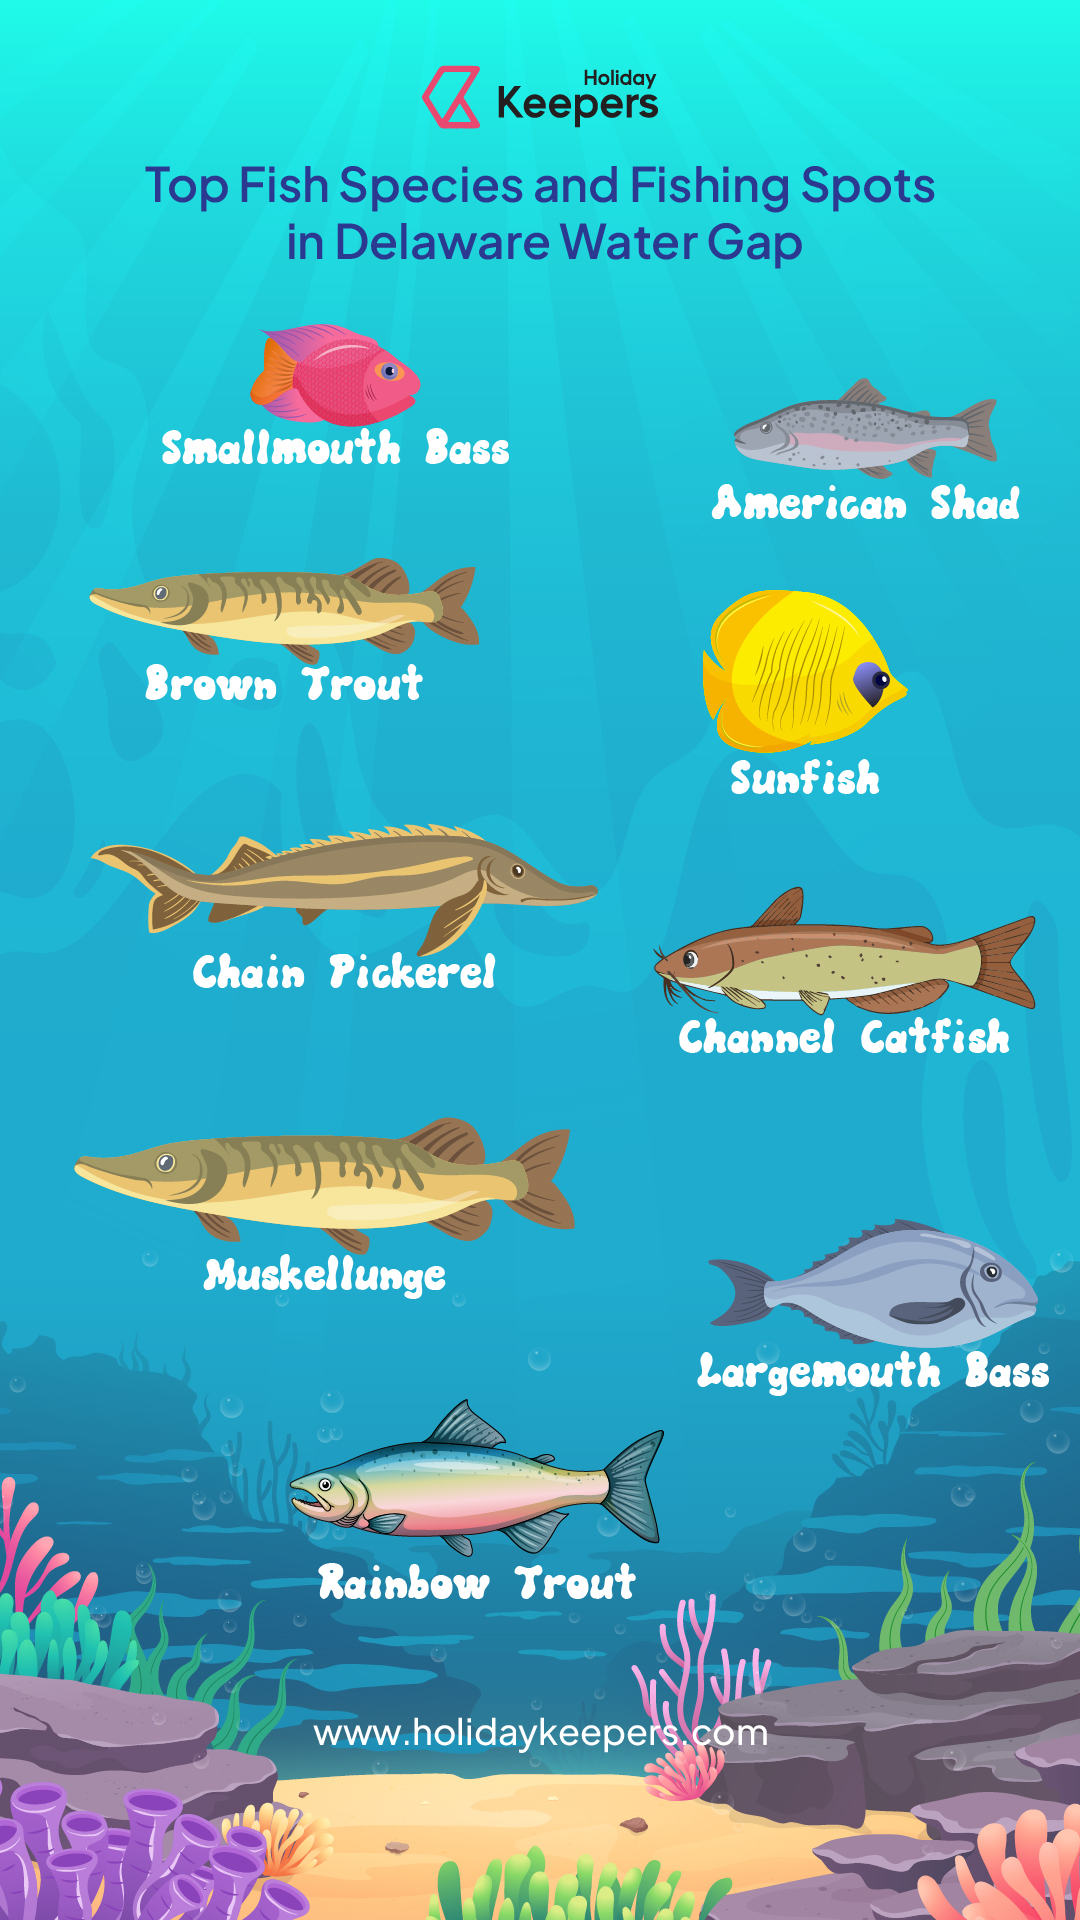 Holiday
Keepers
Top Fish Species and Fishing Spots
in Delaware Water Gap
Smallmouth Bass
American Shad
Brown Trout
Sunfish
Chain Pickerel
Channel Catfish
Muskellunge
Largemouth Bass
Rainbow Trout
www.holidaykeepers.com